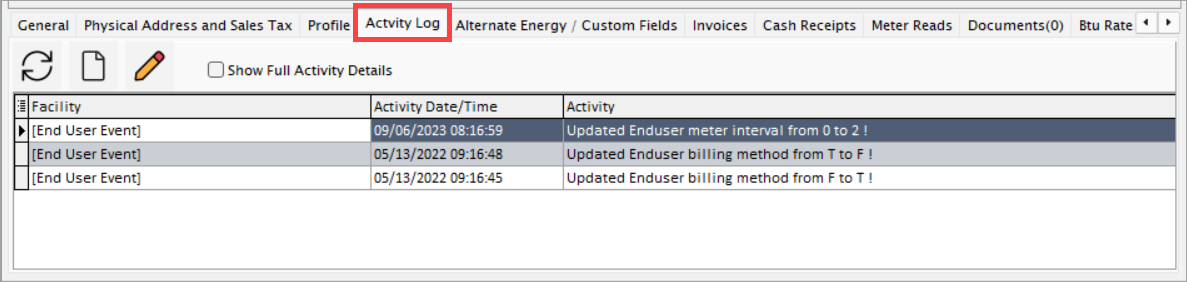 General Physical Address and Sales Tax Profile Actvity Log Alternate Energy / Custom Fields Invoices Cash Receipts Meter Reads Documents(0) Btu Rate
Show Full Activity Details
Facility Activity Date/Time Activity
[End User Event] 09/06/2023 08:16:59 Updated Enduser meter interval from 0 to 2 !
[End User Event] 05/13/2022 09:16:48 Updated Enduser billing method from T to F !
[End User Event] 05/13/2022 09:16:45 Updated Enduser billing method from F to T !